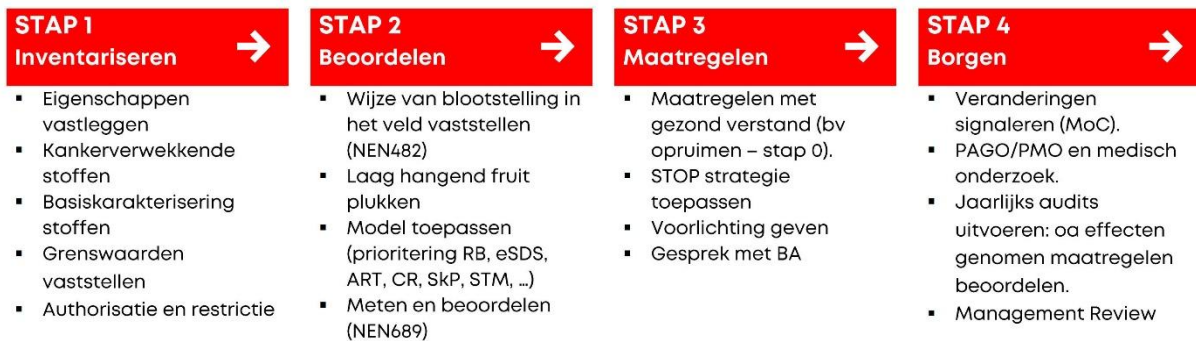 STAP 1
Inventariseren
▪ Eigenschappen
vastleggen
▪ Kankerverwekkende
stoffen
▪ Basiskarakterisering
stoffen
▪ Grenswaarden
vaststellen
▪ Authorisatie en restrictie
STAP 2
Beoordelen
▪ Wijze van blootstelling in
het veld vaststellen
(NEN482)
▪ Laag hangend fruit
plukken
▪ Model toepassen
(prioritering RB, eSDS,
ART, CR, SkP, STM, …)
▪ Meten en beoordelen
(NEN689)
STAP 3
Maatregelen
▪ Maatregelen met
gezond verstand (bv
opruimen – stap 0).
▪ STOP strategie
toepassen
▪ Voorlichting geven
▪ Gesprek met BA
STAP 4
Borgen
▪ Veranderingen
signaleren (MoC).
▪ PAGO/PMO en medisch
onderzoek.
▪ Jaarlijks audits
uitvoeren: oa effecten
genomen maatregelen
beoordelen.
▪ Management Review